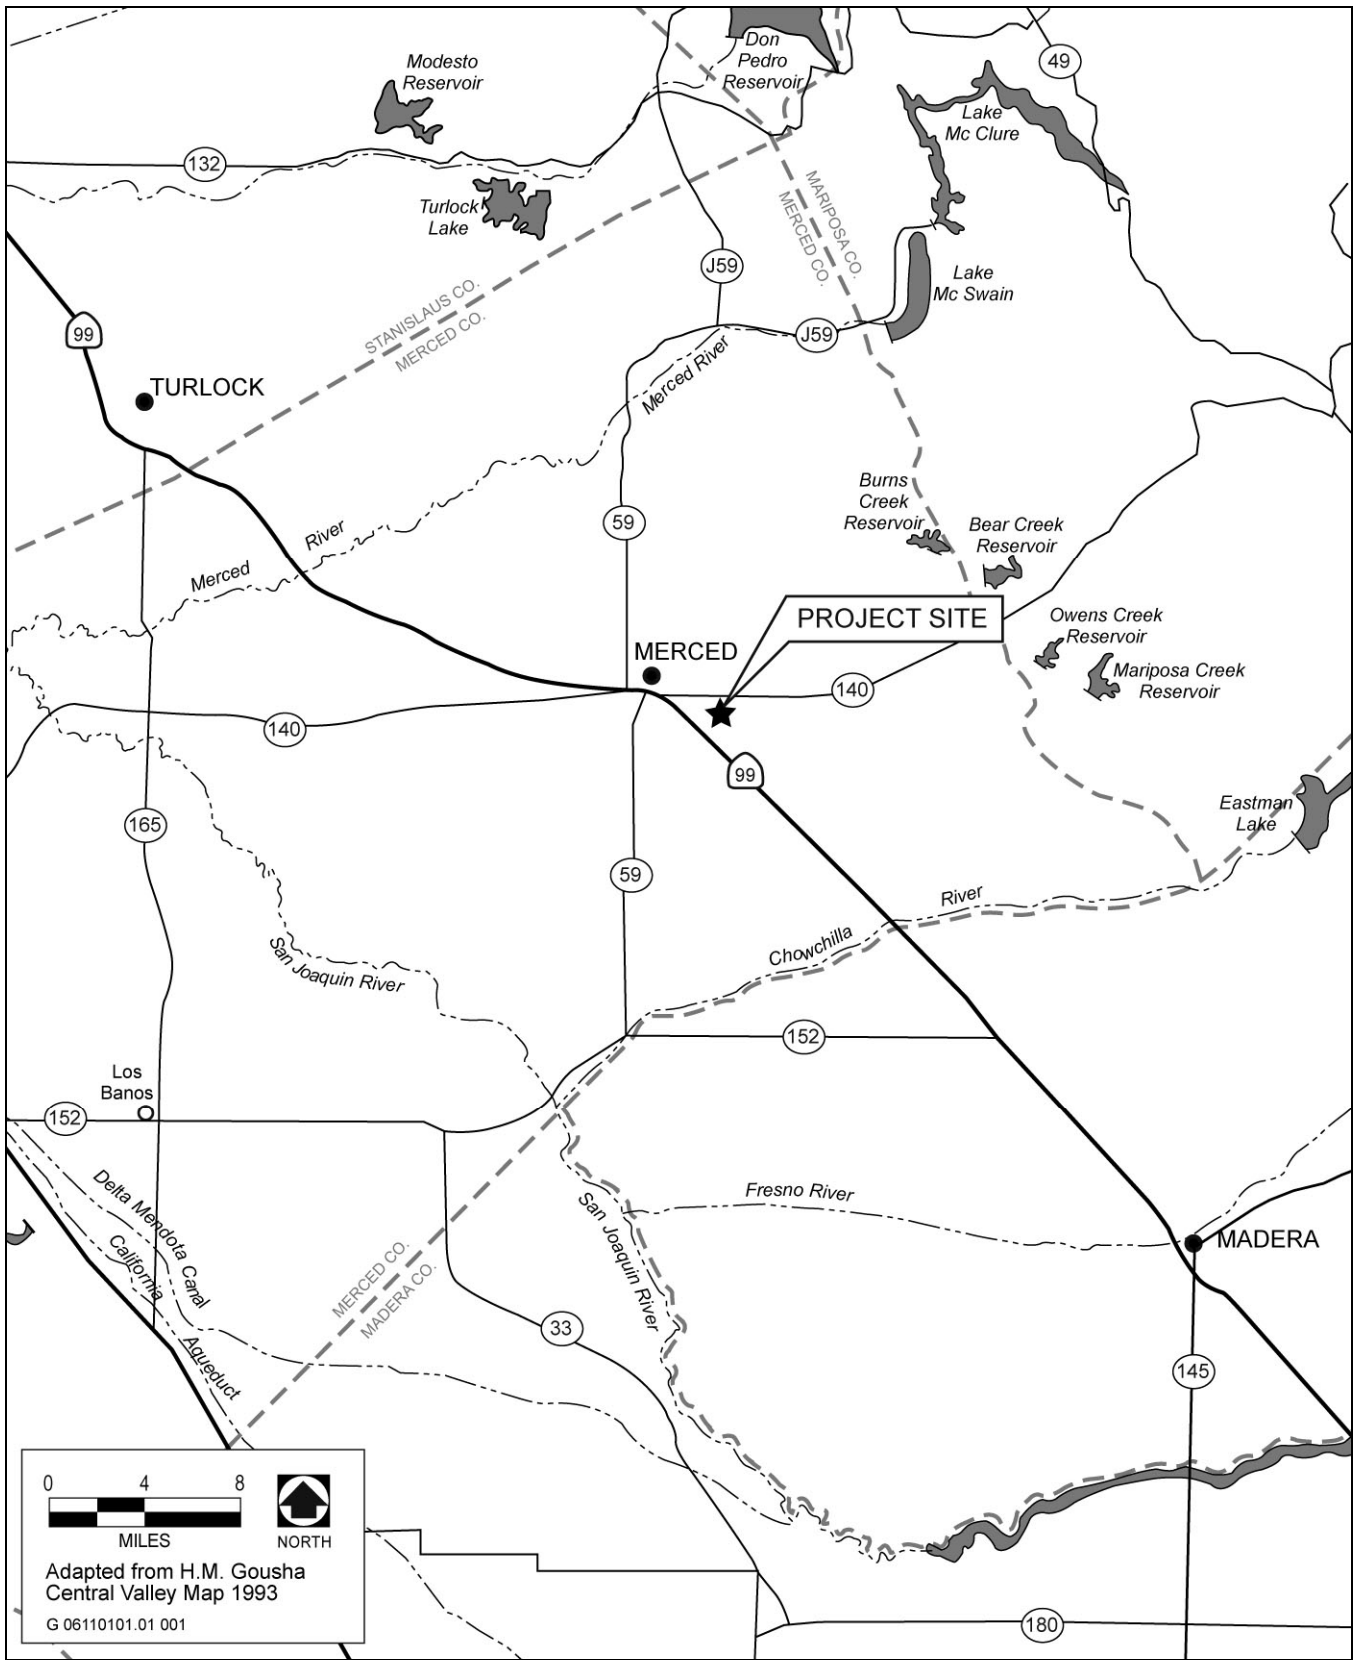 Don
Pedro
Reservoir
49
Modesto
Reservoir
Lake
Mc Clure
132
Turlock
Lake
MARIPOSA CO.
MERCED CO.
J59
Lake
Mc Swain
STANISLAUS CO.
MERCED CO.
99
J59
TURLOCK
Merced River
Burns
Creek
Reservoir
59
Bear Creek
Reservoir
River
Merced
PROJECT SITE
Owens Creek
Reservoir
MERCED
Mariposa Creek
Reservoir
140
140
99
Eastman
Lake
165
59
River
Chowchilla
San Joaquin River
152
Los
Banos
152
Delta Mendota Canal
Fresno River
San Joaquin River
MADERA
California
Aqueduct
MERCED CO.
MADERA CO.
33
145
0 4 8
MILES
NORTH
Adapted from H.M. Gousha
Central Valley Map 1993
G 06110101.01 001
180